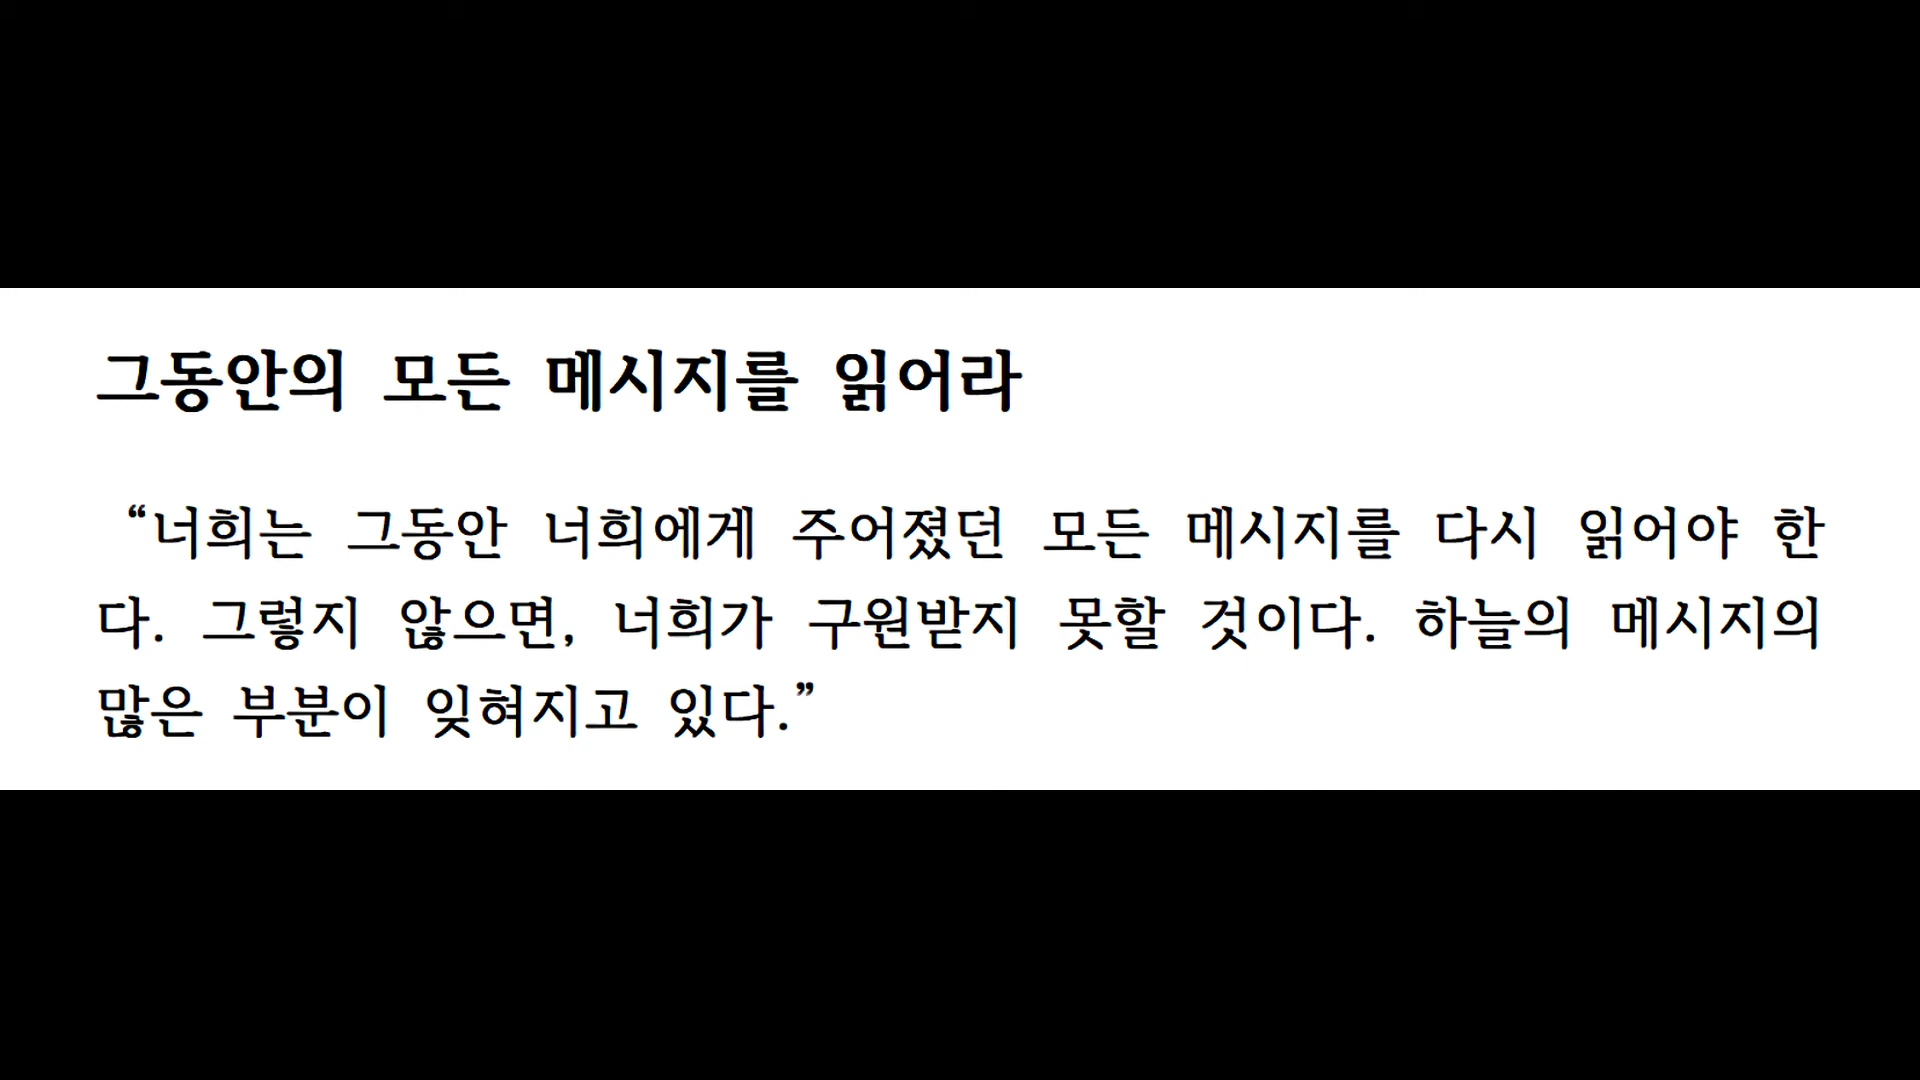 그동안의 모든 메시지를 읽어라
“너희는 그동안 너희에게 주어졌던 모든 메시지를 다시 읽어야 한
다. 그렇지 않으면, 너희가 구원받지 못할 것이다. 하늘의 메시지의
많은 부분이 잊혀지고 있다.”